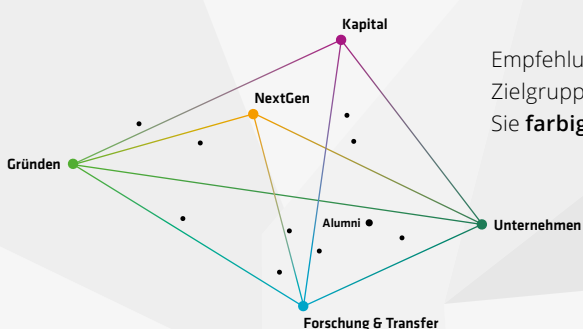 Kapital
Empfehlu
Zielgrupp
Sie farbig
NextGen
Gründen
Alumni
Unternehmen
Forschung & Transfer